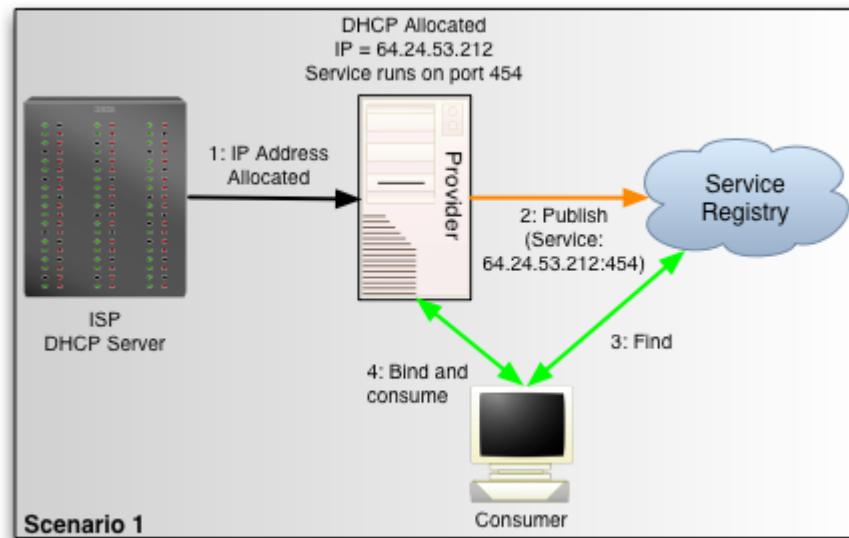 DHCP Allocated
IP = 64.24.53.212
Service runs on port 454
1: IP Address
Allocated
Provider
2: Publish
(Service:
64.24.53.212:454)
Service
Registry
ISP
DHCP Server
3: Find
4: Bind and
consume
Consumer
Scenario 1